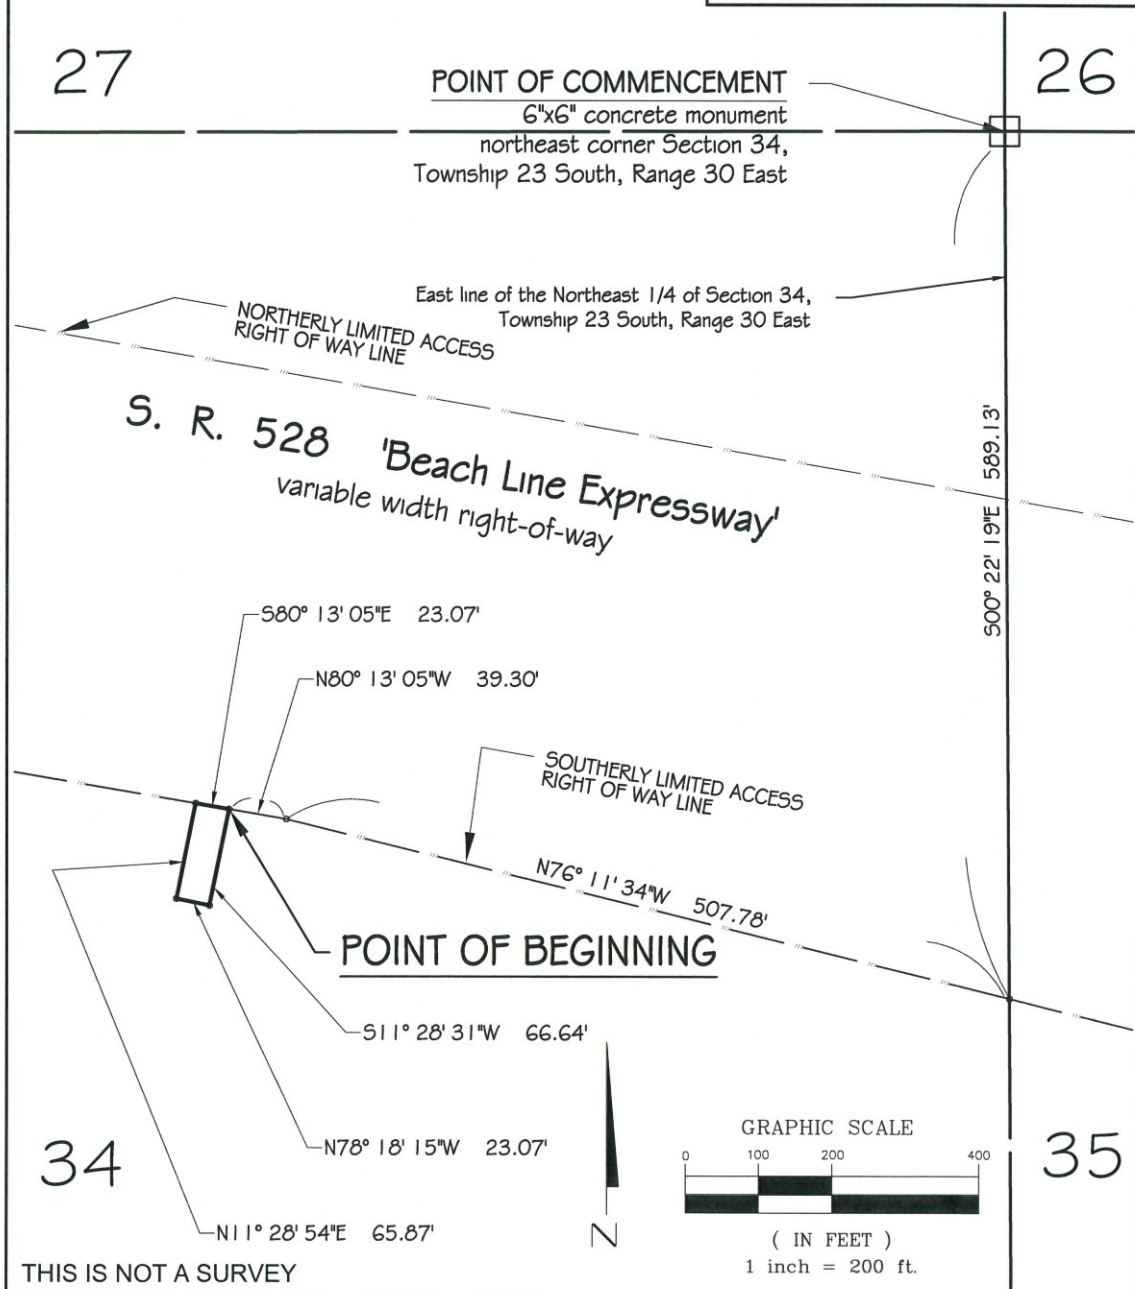 27
26
POINT OF COMMENCEMENT
6"x6" concrete monument
northeast corner Section 34,
Township 23 South, Range 30 East
East line of the Northeast 1/4 of Section 34,
Township 23 South, Range 30 East
NORTHERLY LIMITED ACCESS
RIGHT OF WAY LINE
S. R. 528 'Beach Line Expressway'
variable width right-of-way
S00° 22' 19"E 589.13'
S80° 13' 05"E 23.07'
N80° 13' 05"W 39.30'
SOUTHERLY LIMITED ACCESS
RIGHT OF WAY LINE
N76° 11' 34"W 507.78'
POINT OF BEGINNING
S11° 28' 31"W 66.64'
N78° 18' 15"W 23.07'
N11° 28' 54"E 65.87'
34
35
N
GRAPHIC SCALE
0 100 200 400
( IN FEET )
1 inch = 200 ft.
THIS IS NOT A SURVEY